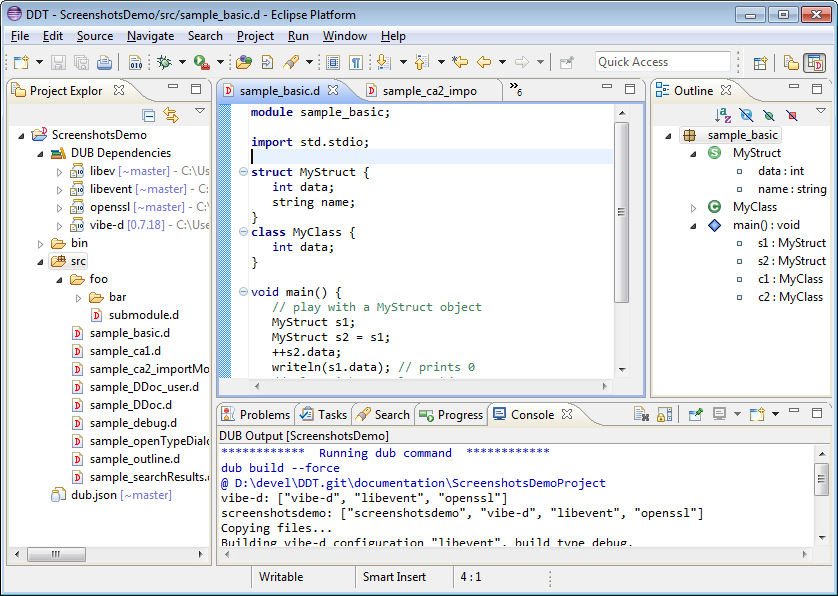 DDT - ScreenshotsDemo/src/sample_basic.d - Eclipse Platform
File Edit Source Navigate Search Project Run Window Help
Quick Access
Project Explor
ScreenshotsDemo
DUB Dependencies
libev [~master] - C:\Us
libevent [~master] - C:
openssl [~master] - C:\
vibe-d [0.7.18] - C:\Use
bin
src
foo
bar
submodule.d
sample_basic.d
sample_ca1.d
sample_ca2_importMo
sample_DDoc_user.d
sample_DDoc.d
sample_debug.d
sample_openTypeDialo
sample_outline.d
sample_searchResults.
dub.json [~master]
sample_basic.d sample_ca2_impo »6
module sample_basic;
import std.stdio;
struct MyStruct {
int data;
string name;
}
class MyClass {
int data;
}
void main() {
// play with a MyStruct object
MyStruct s1;
MyStruct s2 = s1;
++s2.data;
writeln(s1.data); // prints 0
Outline
sample_basic
MyStruct
data : int
name : string
MyClass
main() : void
s1 : MyStruct
s2 : MyStruct
c1 : MyClass
c2 : MyClass
Problems Tasks Search Progress Console
DUB Output [ScreenshotsDemo]
************ Running dub command ************
dub build --force
@ D:\devel\DDT.git\documentation\ScreenshotsDemoProject
vibe-d: ["vibe-d", "libevent", "openssl"]
screenshotsdemo: ["screenshotsdemo", "vibe-d", "libevent", "openssl"]
Copying files...
Building vibe-d configuration "libevent", build type debug.
Writable Smart Insert 4 : 1